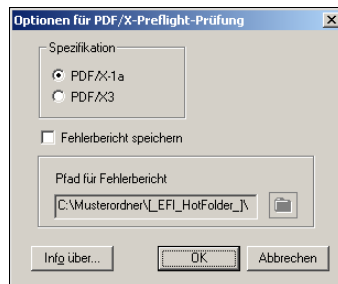 Optionen für PDF/X-Preflight-Prüfung
Spezifikation
PDF/X-1a
PDF/X3
Fehlerbericht speichern
Pfad für Fehlerbericht
C:\Musterordner\[_EFI_HotFolder_]\
Info über...
OK
Abbrechen